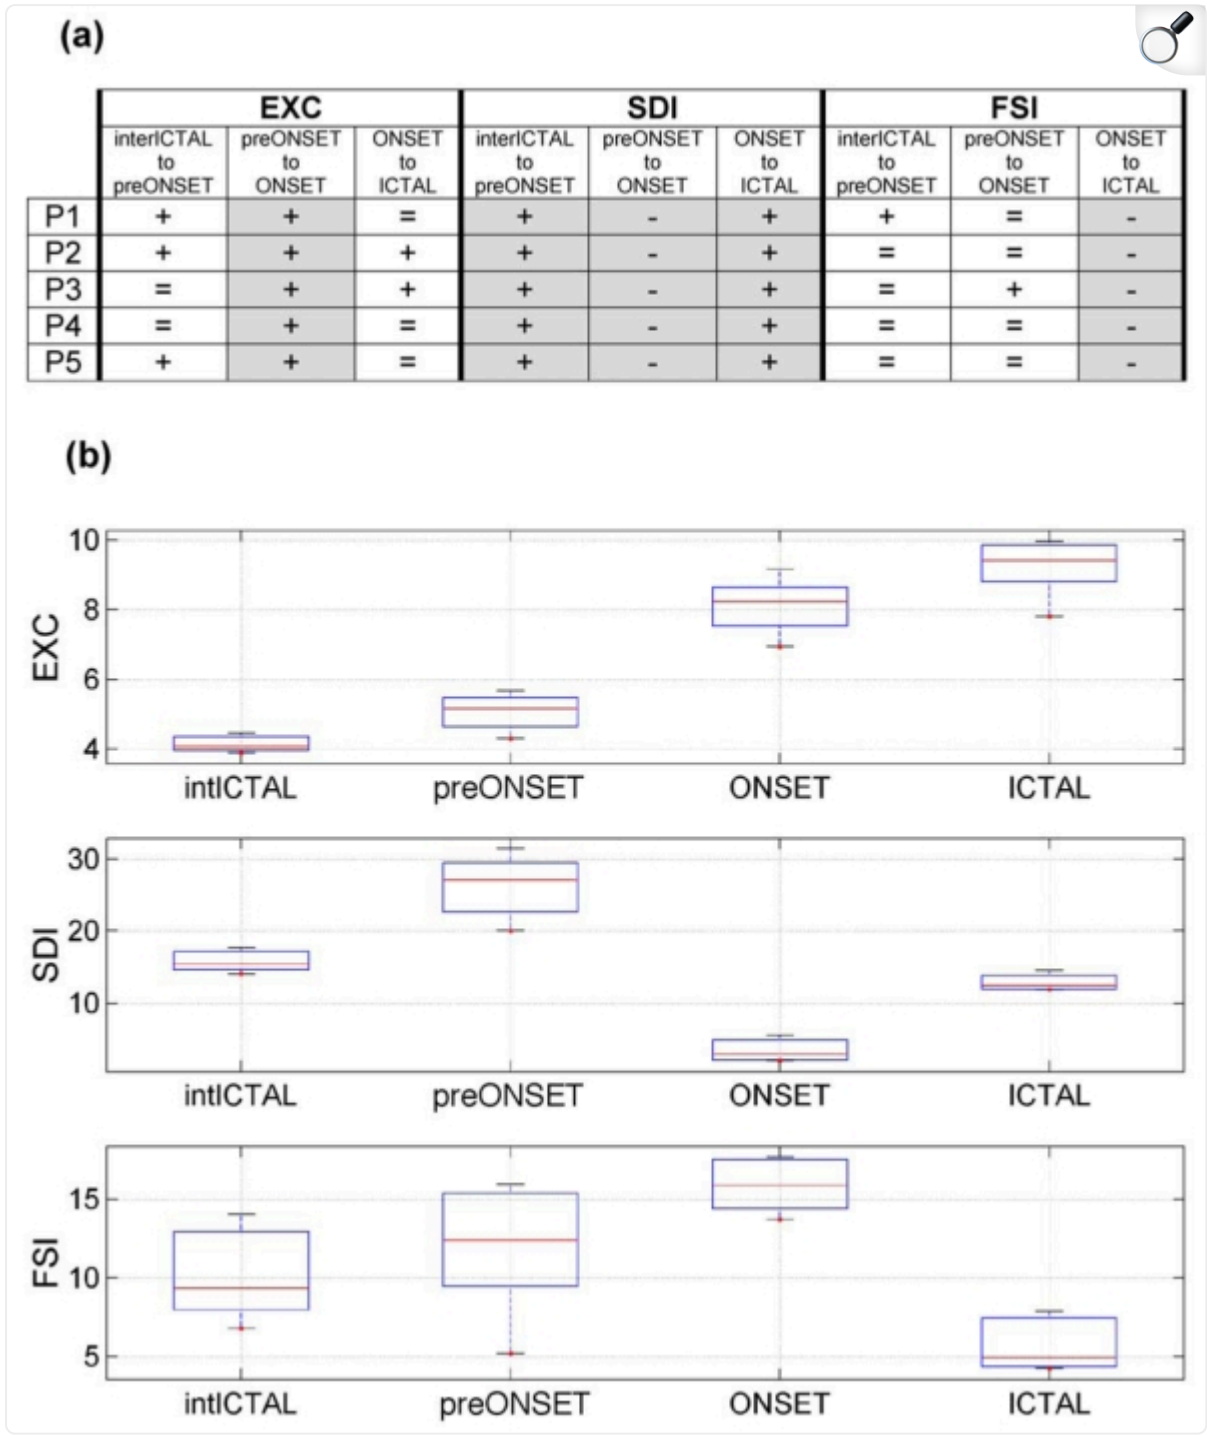 (a)
EXC SDI FSI
interICTAL to preONSET preONSET to ONSET ONSET to ICTAL interICTAL to preONSET preONSET to ONSET ONSET to ICTAL interICTAL to preONSET preONSET to ONSET ONSET to ICTAL
P1 + + = + - + + = -
P2 + + + + - + = = -
P3 = + + + - + = + -
P4 = + = + - + = = -
P5 + + = + - + = = -
(b)
EXC
10
8
6
4
intICTAL preONSET ONSET ICTAL
SDI
30
20
10
intICTAL preONSET ONSET ICTAL
FSI
15
10
5
intICTAL preONSET ONSET ICTAL